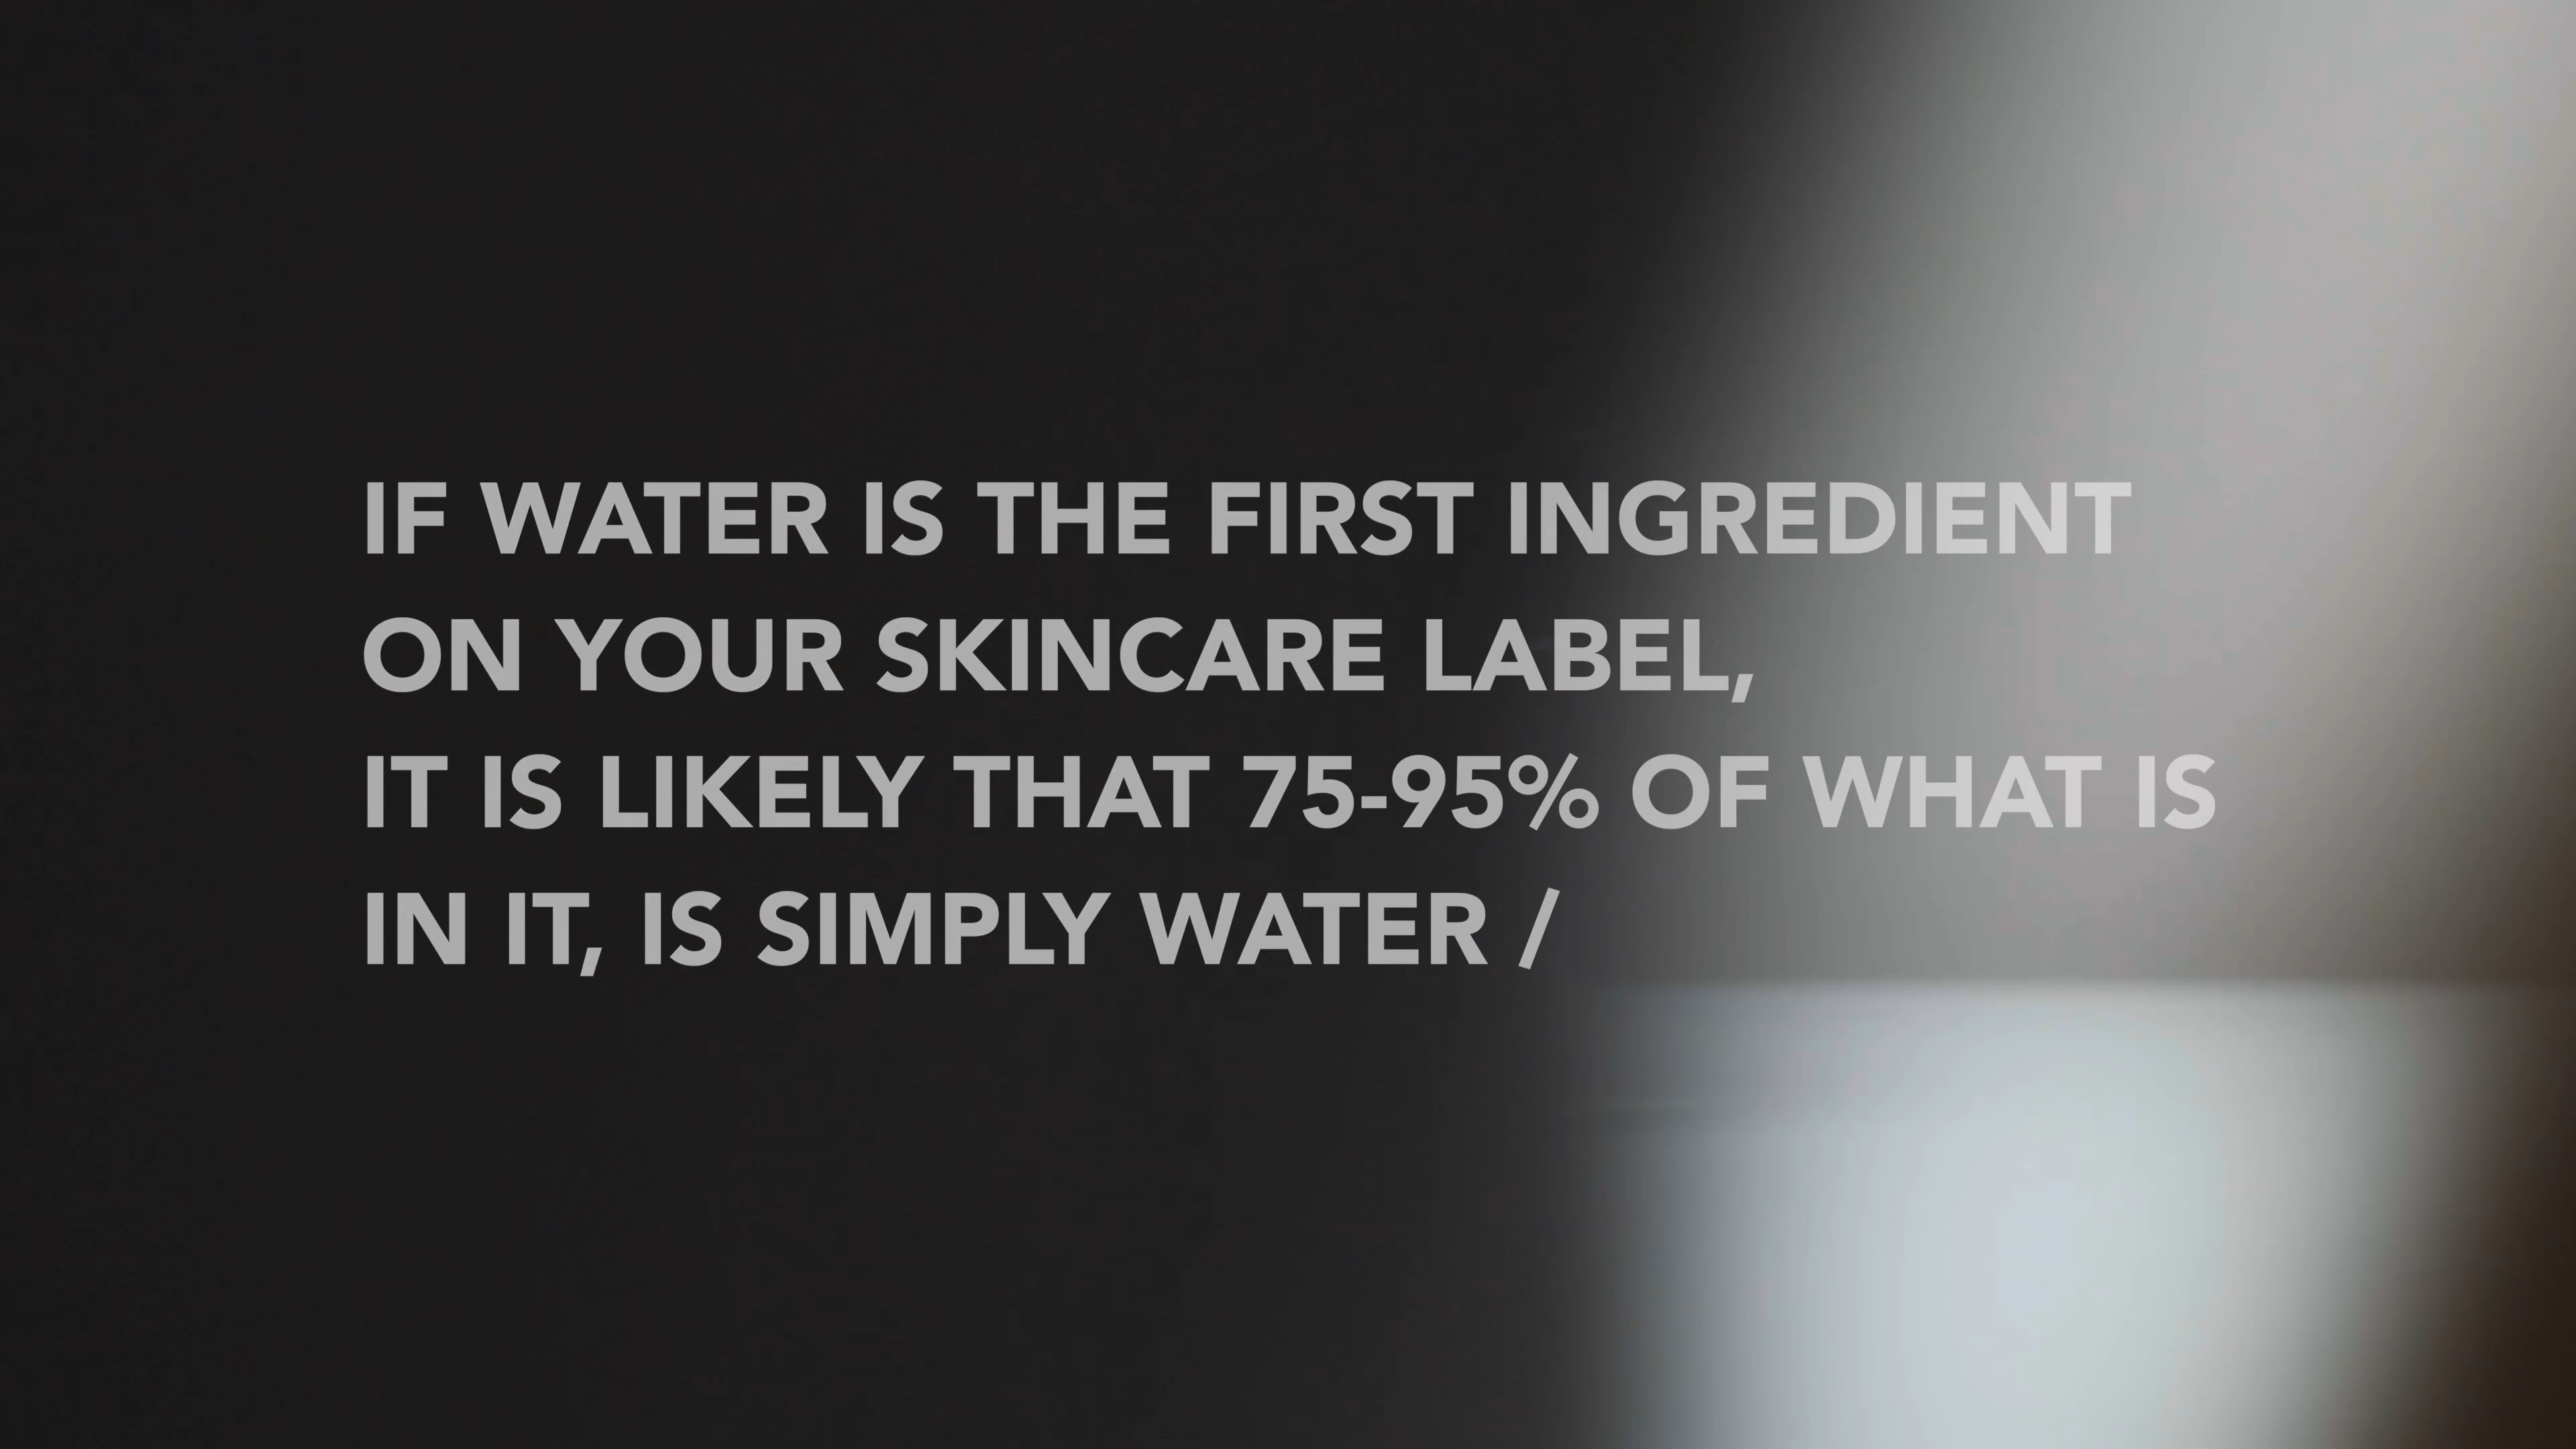 IF WATER IS THE FIRST INGREDIENT
ON YOUR SKINCARE LABEL,
IT IS LIKELY THAT 75-95% OF WHAT IS
IN IT, IS SIMPLY WATER /